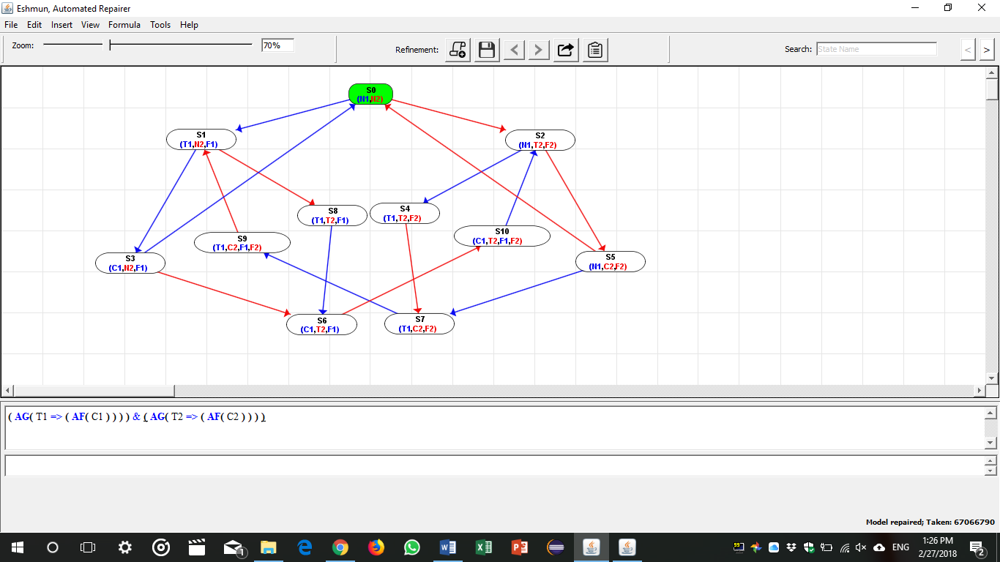 Eshmun, Automated Repairer
File Edit Insert View Formula Tools Help
Zoom: 70% Refinement: Search: State Name < >
S0
(N1,N2)
S1
(T1,N2,F1)
S2
(N1,T2,F2)
S8
(T1,T2,F1)
S4
(T1,T2,F2)
S9
(T1,C2,F1,F2)
S10
(C1,T2,F1,F2)
S3
(C1,N2,F1)
S5
(N1,C2,F2)
S6
(C1,T2,F1)
S7
(T1,C2,F2)
( AG( T1 => ( AF( C1 ) ) ) ) & ( AG( T2 => ( AF( C2 ) ) ) )
Model repaired; Taken: 67066790
1:26 PM
ENG
2/27/2018